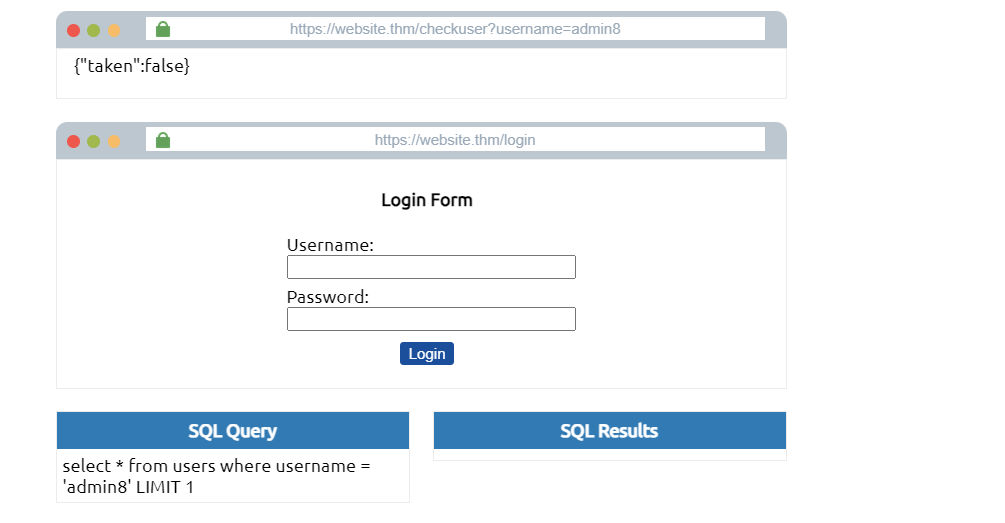 https://website.thm/checkuser?username=admin8
{"taken":false}
https://website.thm/login
Login Form
Username:
Password:
Login
SQL Query
select * from users where username =
'admin8' LIMIT 1
SQL Results